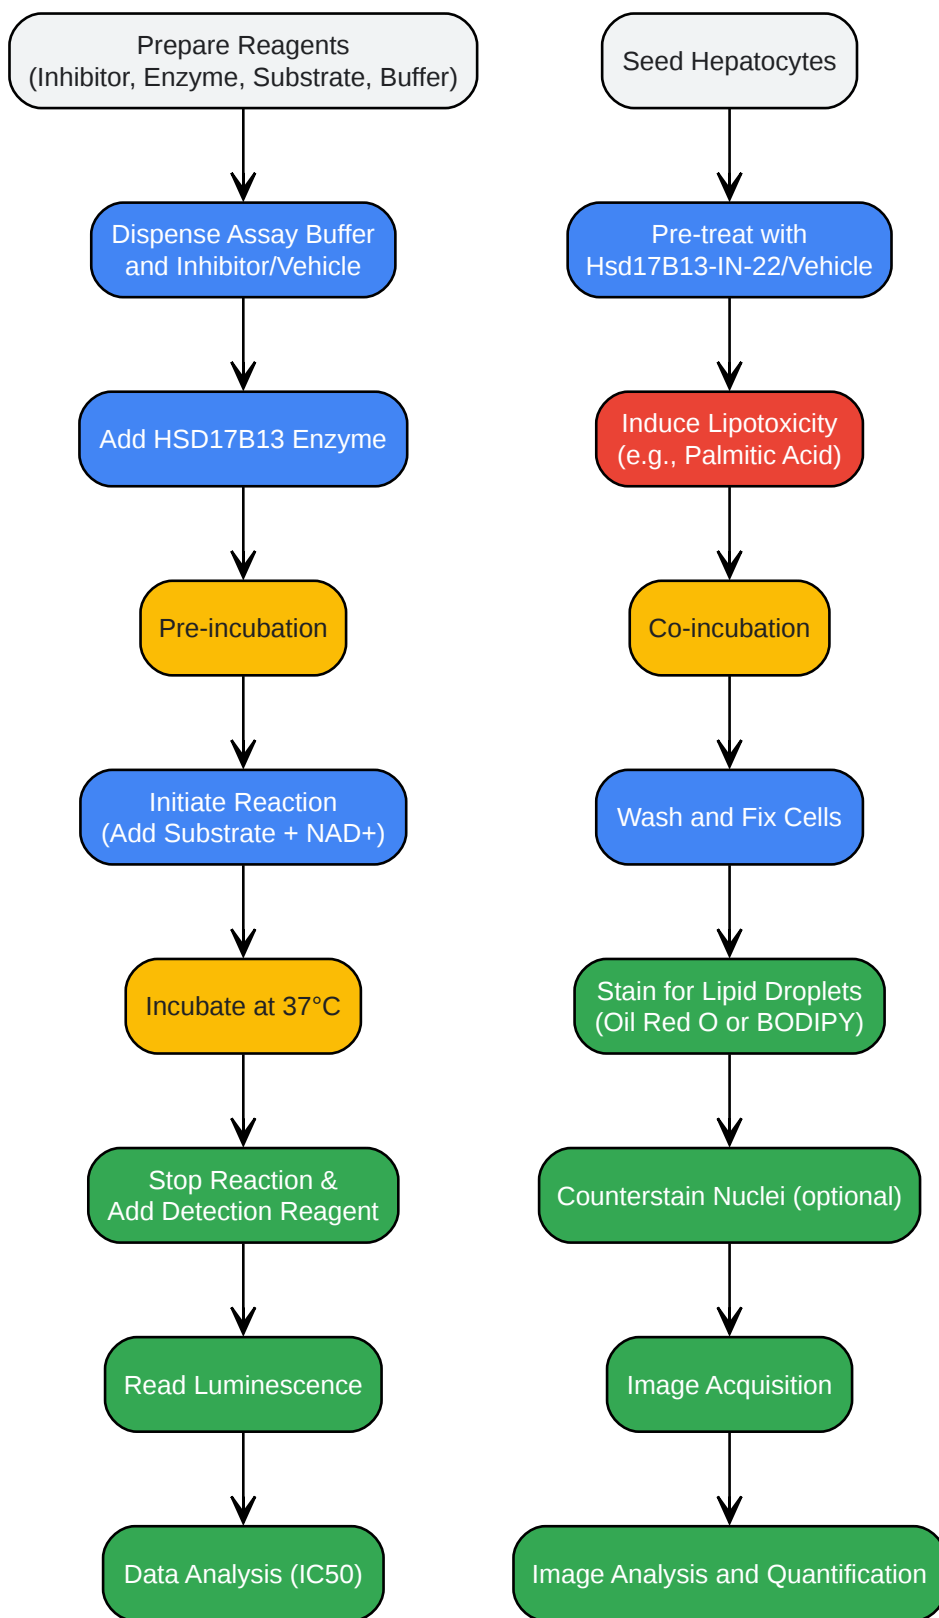 Prepare Reagents
(Inhibitor, Enzyme, Substrate, Buffer)
Dispense Assay Buffer
and Inhibitor/Vehicle
Add HSD17B13 Enzyme
Pre-incubation
Initiate Reaction
(Add Substrate + NAD+)
Incubate at 37°C
Stop Reaction &
Add Detection Reagent
Read Luminescence
Data Analysis (IC50)
Seed Hepatocytes
Pre-treat with
Hsd17B13-IN-22/Vehicle
Induce Lipotoxicity
(e.g., Palmitic Acid)
Co-incubation
Wash and Fix Cells
Stain for Lipid Droplets
(Oil Red O or BODIPY)
Counterstain Nuclei (optional)
Image Acquisition
Image Analysis and Quantification